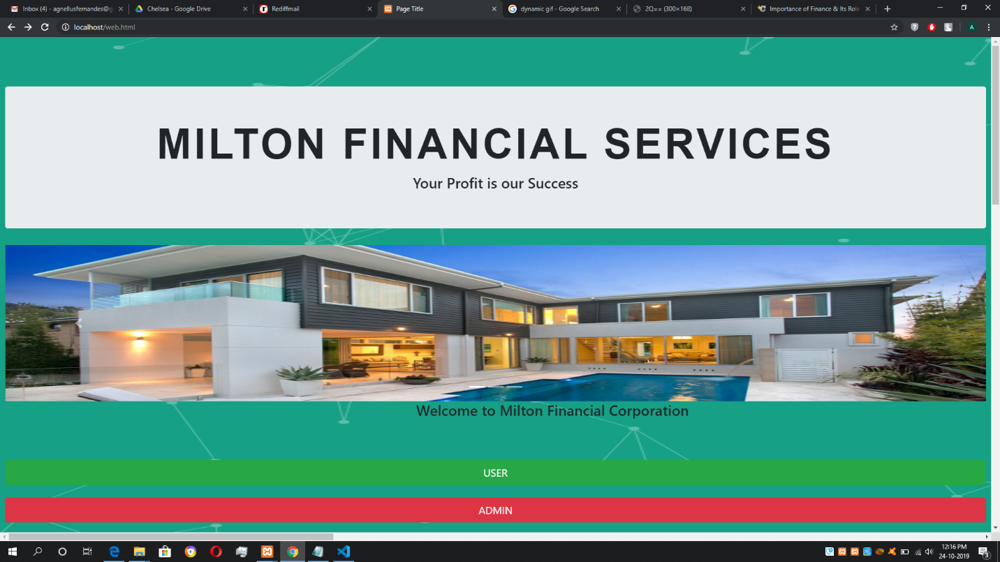 Inbox (4) - agnellusfernandes@g
Chelsea - Google Drive
Rediffmail
Page Title
dynamic gif - Google Search
2Q== (300×168)
Importance of Finance & Its Role
localhost/web.html
A
MILTON FINANCIAL SERVICES
Your Profit is our Success
Welcome to Milton Financial Corporation
USER
ADMIN
12:16 PM
24-10-2019
3